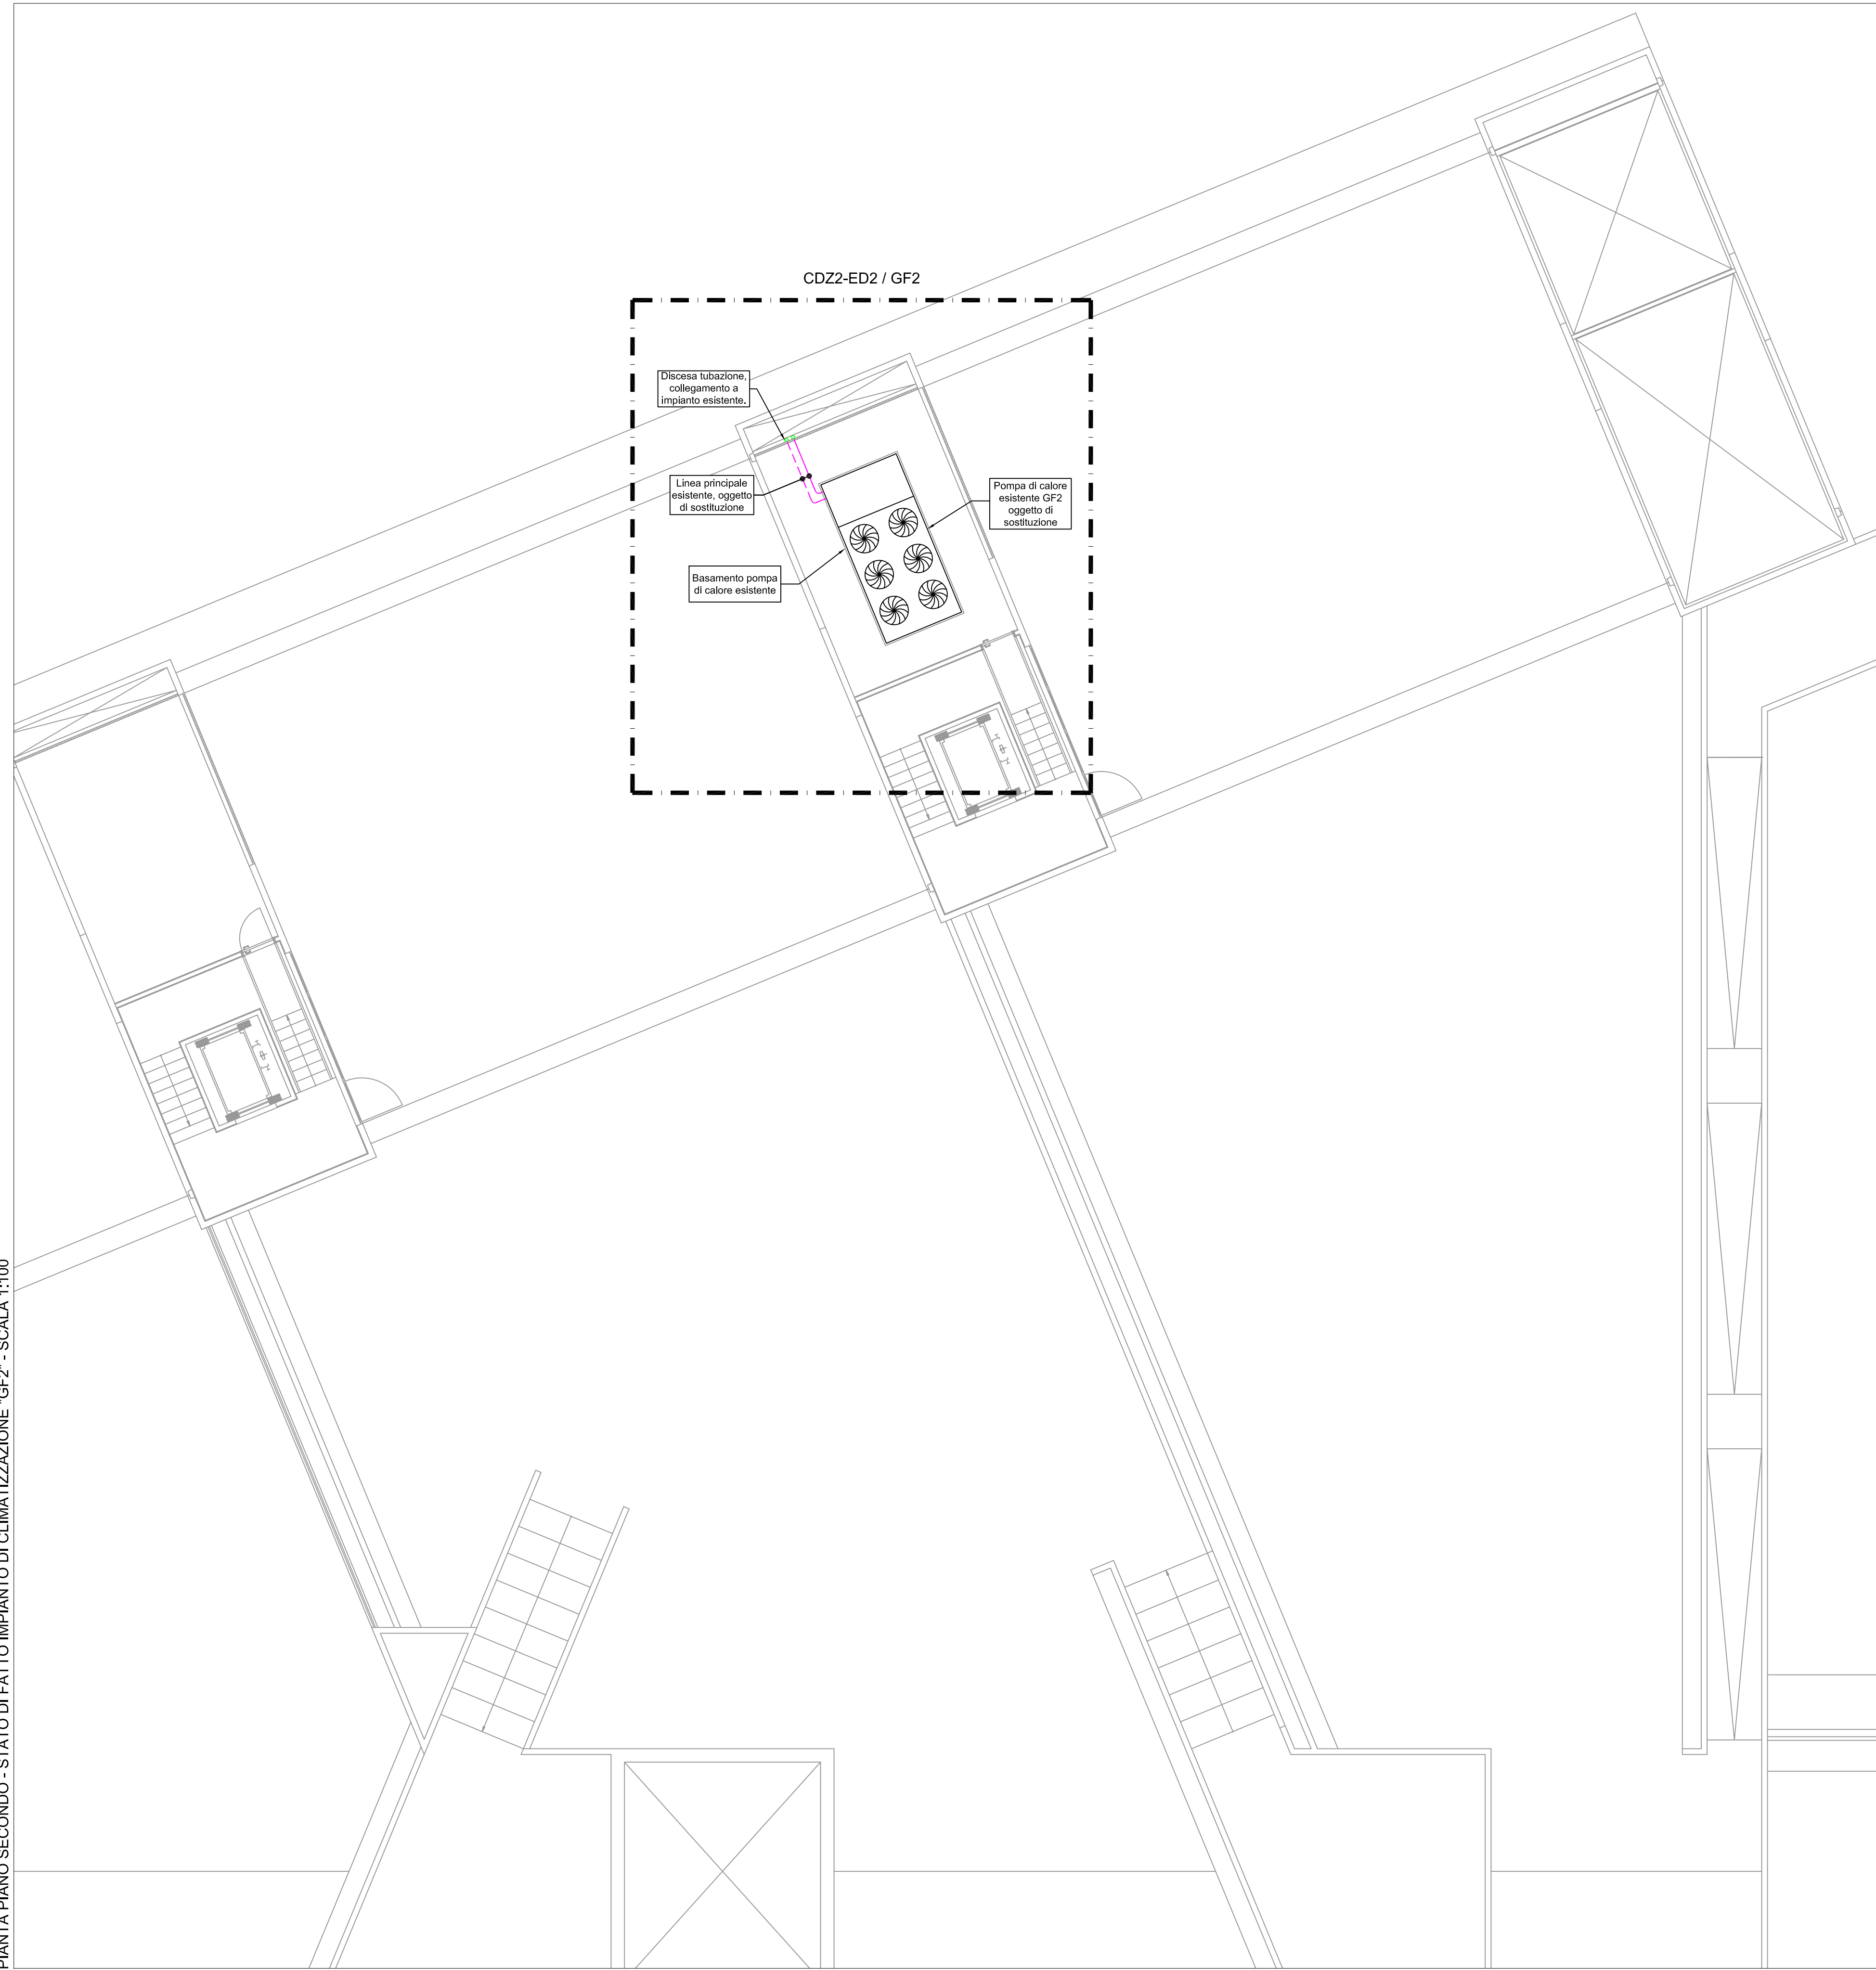 CDZ2-ED2 / GF2
Discesa tubazione,
collegamento a
impianto esistente.
Linea principale
esistente, oggetto
di sostituzione
Pompa di calore
esistente GF2
oggetto di
sostituzione
Basamento pompa
di calore esistente
PIANTA PIANO SECONDO - STATO DI FATTO IMPIANTO DI CLIMATIZZAZIONE "GF2" - SCALA 1:100